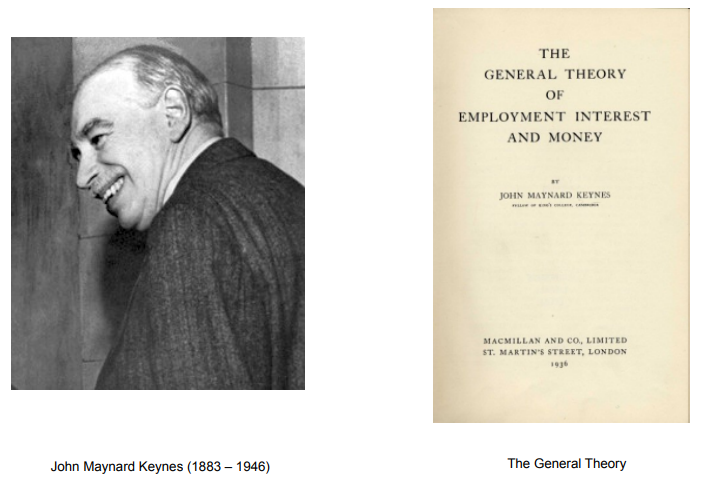 THE
GENERAL THEORY
OF
EMPLOYMENT INTEREST
AND MONEY
BY
JOHN MAYNARD KEYNES
FELLOW OF KING'S COLLEGE, CAMBRIDGE
MACMILLAN AND CO., LIMITED
ST. MARTIN'S STREET, LONDON
1936
John Maynard Keynes (1883 – 1946)
The General Theory